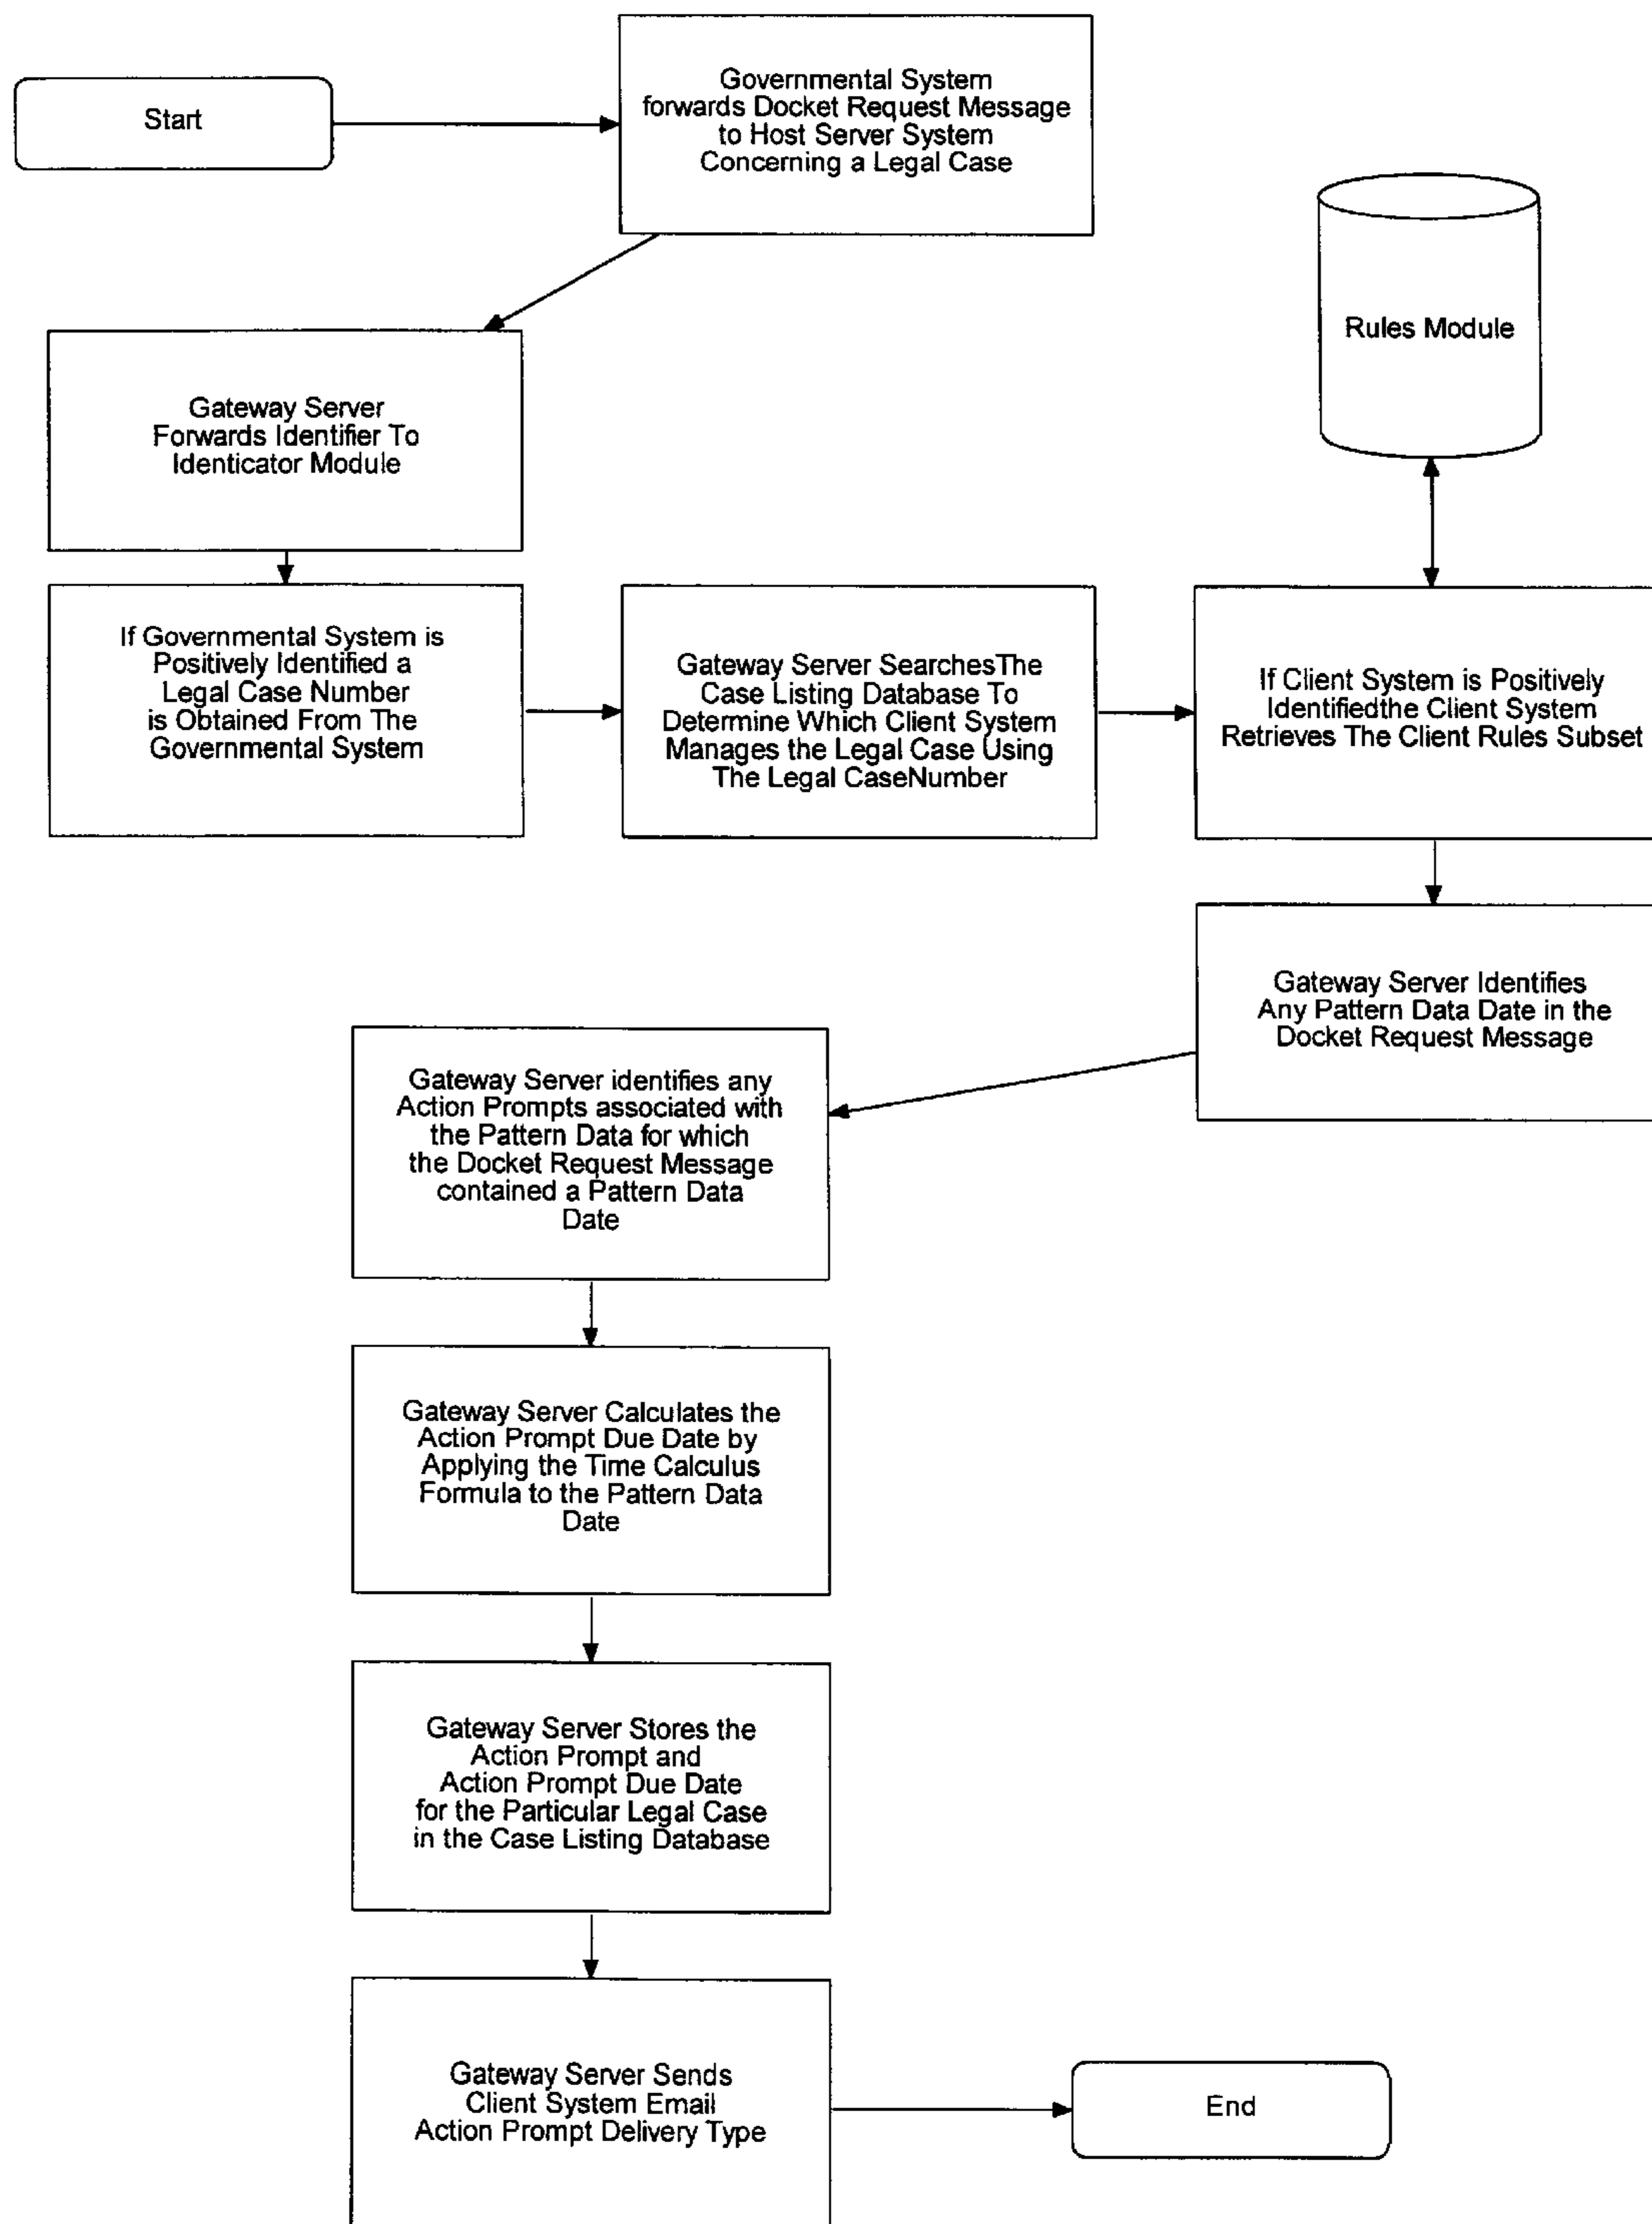 Start
Governmental System
forwards Docket Request Message
to Host Server System
Concerning a Legal Case
Rules Module
Gateway Server
Forwards Identifier To
Identicator Module
If Governmental System is
Positively Identified a
Legal Case Number
is Obtained From The
Governmental System
Gateway Server SearchesThe
Case Listing Database To
Determine Which Client System
Manages the Legal Case Using
The Legal CaseNumber
If Client System is Positively
Identifiedthe Client System
Retrieves The Client Rules Subset
Gateway Server Identifies
Any Pattern Data Date in the
Docket Request Message
Gateway Server identifies any
Action Prompts associated with
the Pattern Data for which
the Docket Request Message
contained a Pattern Data
Date
Gateway Server Calculates the
Action Prompt Due Date by
Applying the Time Calculus
Formula to the Pattern Data
Date
Gateway Server Stores the
Action Prompt and
Action Prompt Due Date
for the Particular Legal Case
in the Case Listing Database
Gateway Server Sends
Client System Email
Action Prompt Delivery Type
End